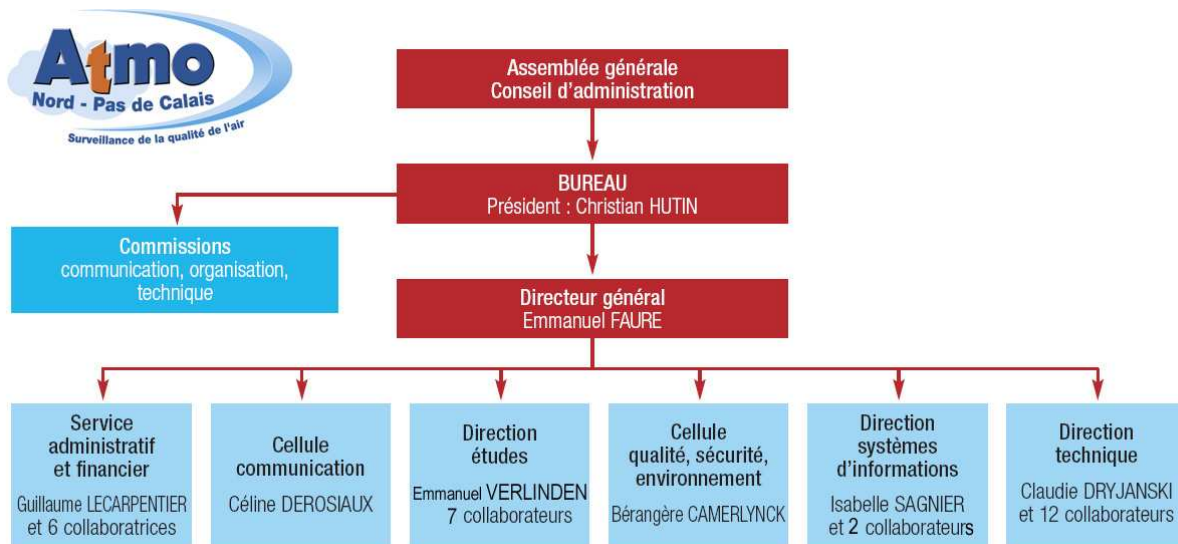 Atmo
Nord - Pas de Calais
Surveillance de la qualité de l'air
Assemblée générale
Conseil d'administration
BUREAU
Président : Christian HUTIN
Commissions
communication, organisation,
technique
Directeur général
Emmanuel FAURE
Service
administratif
et financier
Guillaume LECARPENTIER
et 6 collaboratrices
Cellule
communication
Céline DEROSIAUX
Direction
études
Emmanuel VERLINDEN
7 collaborateurs
Cellule
qualité, sécurité,
environnement
Bérangère CAMERLYNCK
Direction
systèmes
d'informations
Isabelle SAGNIER
et 2 collaborateurs
Direction
technique
Claudie DRYJANSKI
et 12 collaborateurs